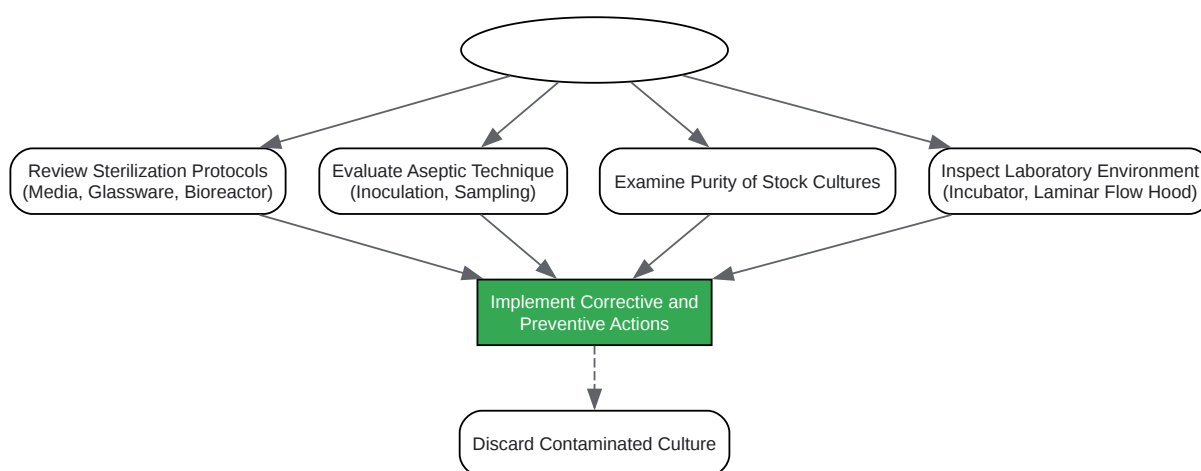 Review Sterilization Protocols
(Media, Glassware, Bioreactor)
Evaluate Aseptic Technique
(Inoculation, Sampling)
Examine Purity of Stock Cultures
Inspect Laboratory Environment
(Incubator, Laminar Flow Hood)
Implement Corrective and
Preventive Actions
Discard Contaminated Culture